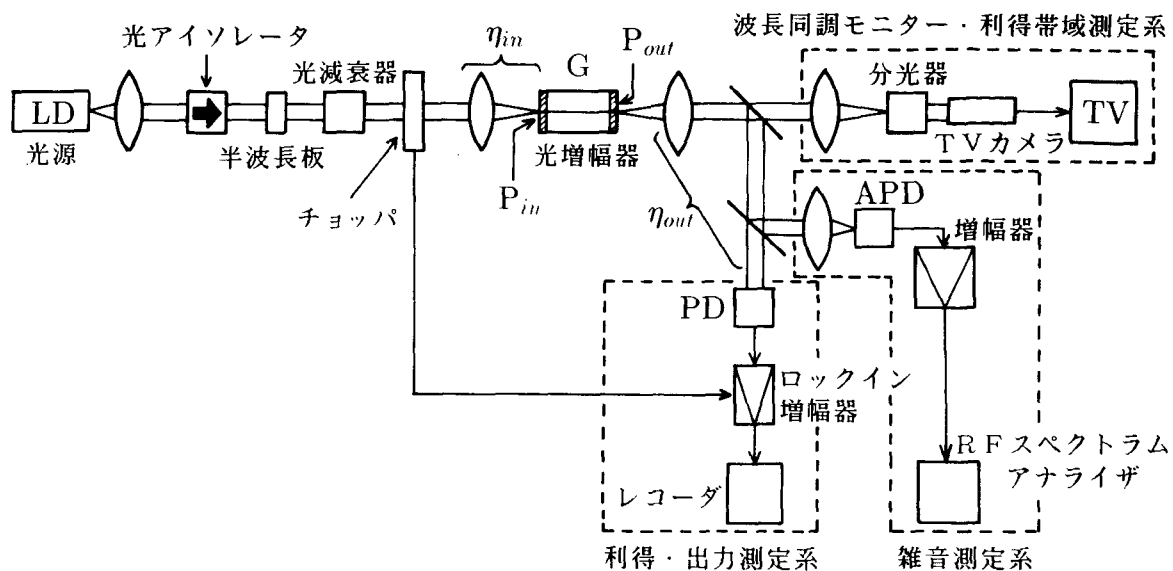 波長同調モニター・利得帯域測定系
光アイソレータ
光減衰器
ηin
G
Pout
分光器
LD
TV
光源
半波長板
光増幅器
TVカメラ
チョッパ
Pin
ηout
APD
増幅器
PD
ロックイン
増幅器
RFスペクトラム
アナライザ
レコーダ
利得・出力測定系
雑音測定系